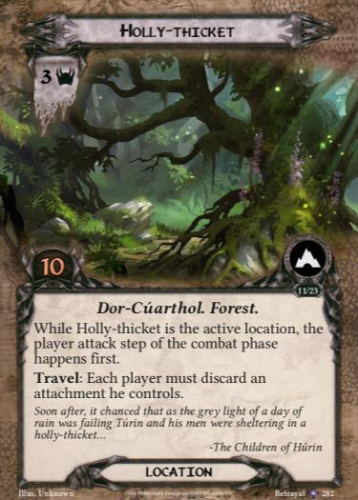 HOLLY-THICKET
3
10
11/23
Dor-Cúarthol. Forest.
While Holly-thicket is the active location, the
player attack step of the combat phase
happens first.
Travel: Each player must discard an
attachment he controls.
Soon after, it chanced that as the grey light of a day of
rain was failing Túrin and his men were sheltering in a
holly-thicket...
-The Children of Húrin
LOCATION
Illus. Unknown
Betrayal 282